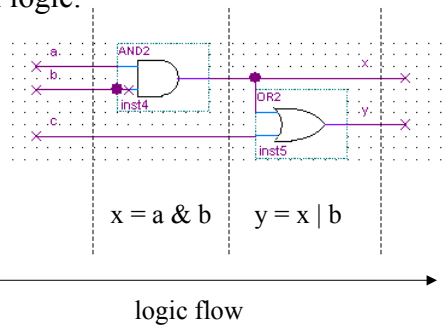 logic:
a.
AND2
b.
inst4
c
x.
OR2
y.
inst5
x = a & b
y = x | b
logic flow